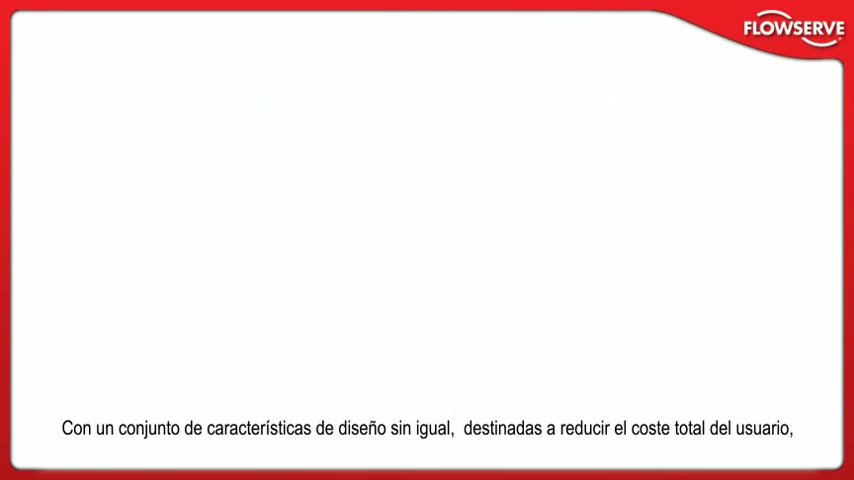 FLOWSERVE
Con un conjunto de características de diseño sin igual,  destinadas a reducir el coste total del usuario,